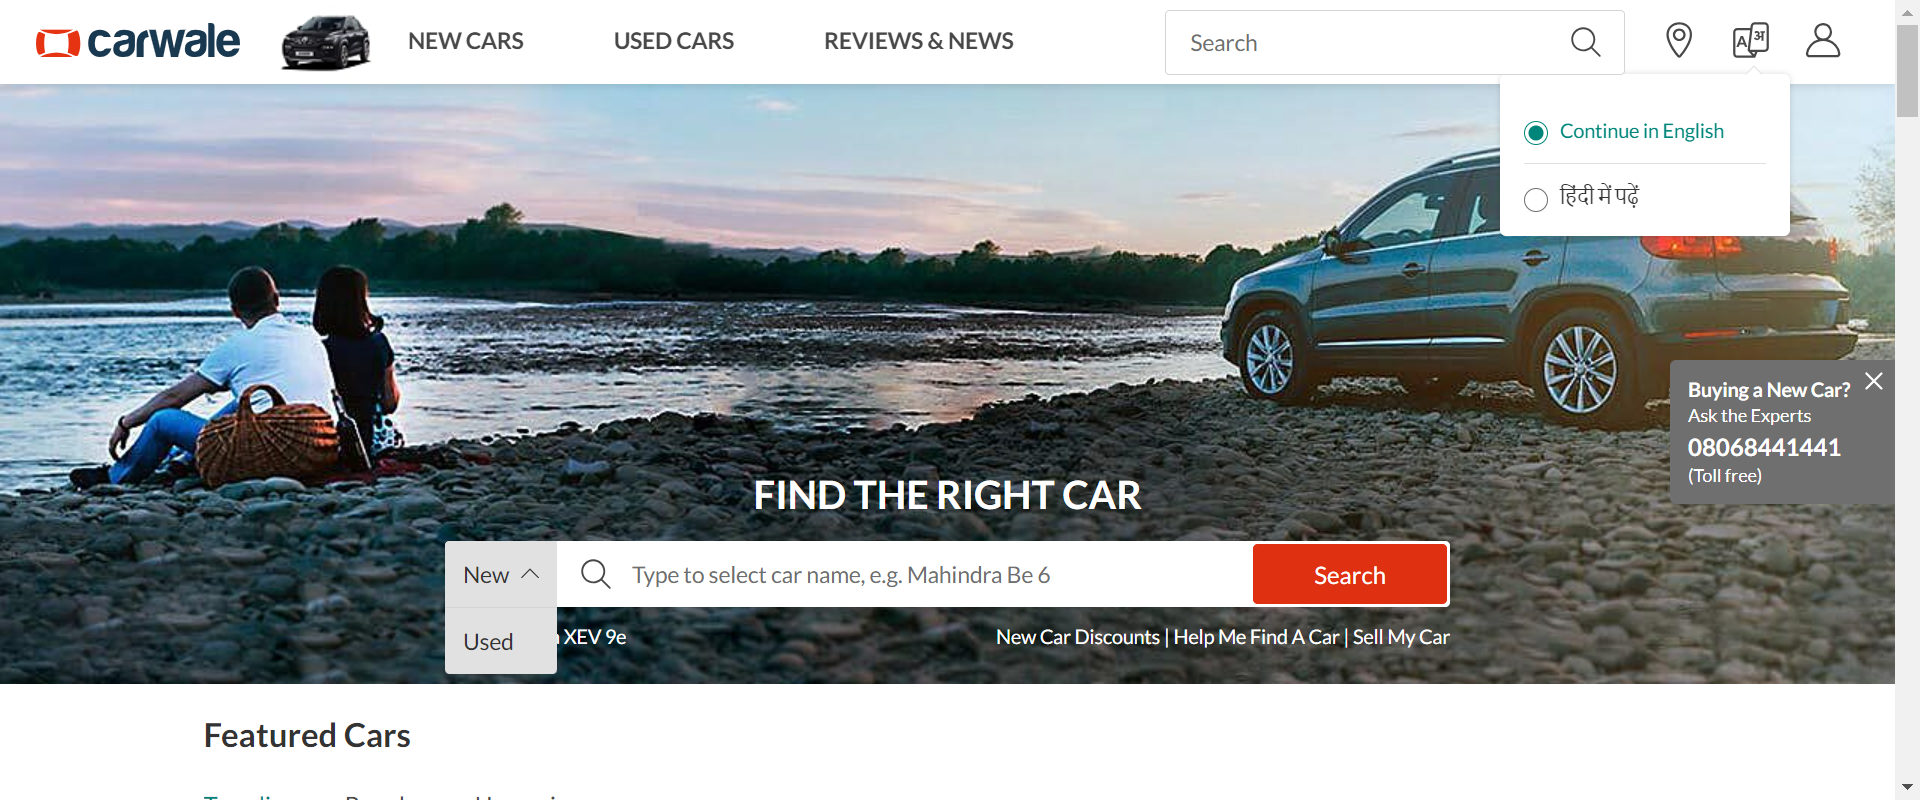 carwale
NEW CARS
USED CARS
REVIEWS & NEWS
Search
A अ
Continue in English
हिंदी में पढ़ें
Buying a New Car?
Ask the Experts
08068441441
(Toll free)
FIND THE RIGHT CAR
New
Type to select car name, e.g. Mahindra Be 6
Search
Used
XEV 9e
New Car Discounts | Help Me Find A Car | Sell My Car
Featured Cars